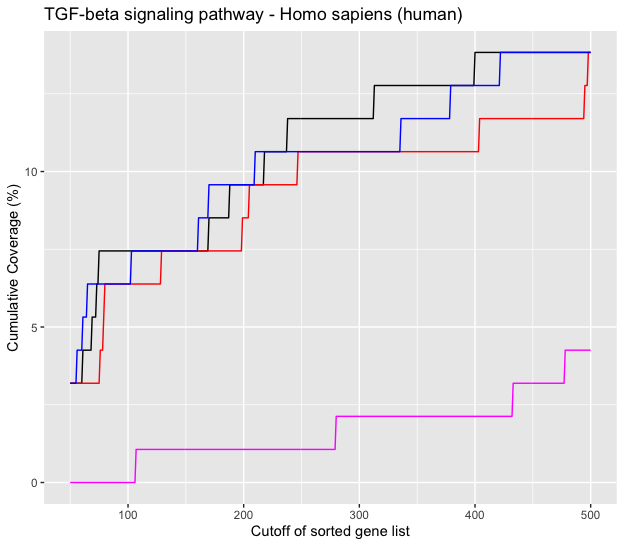 TGF-beta signaling pathway - Homo sapiens (human)
Cumulative Coverage (%)
10
5
0
100 200 300 400 500
Cutoff of sorted gene list